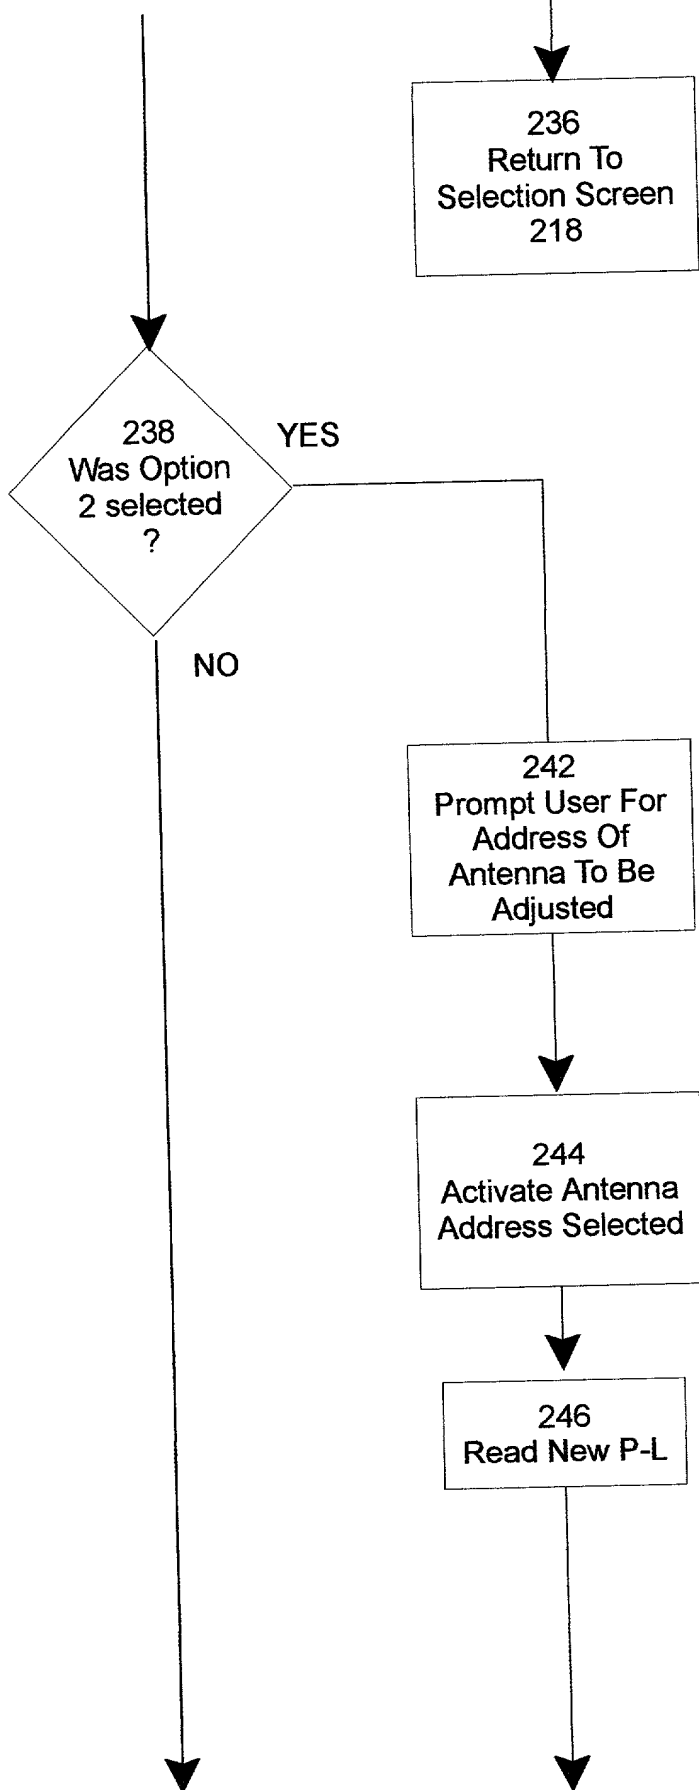 236
Return To
Selection Screen
218
238
Was Option
2 selected
?
YES
NO
242
Prompt User For
Address Of
Antenna To Be
Adjusted
244
Activate Antenna
Address Selected
246
Read New P-L